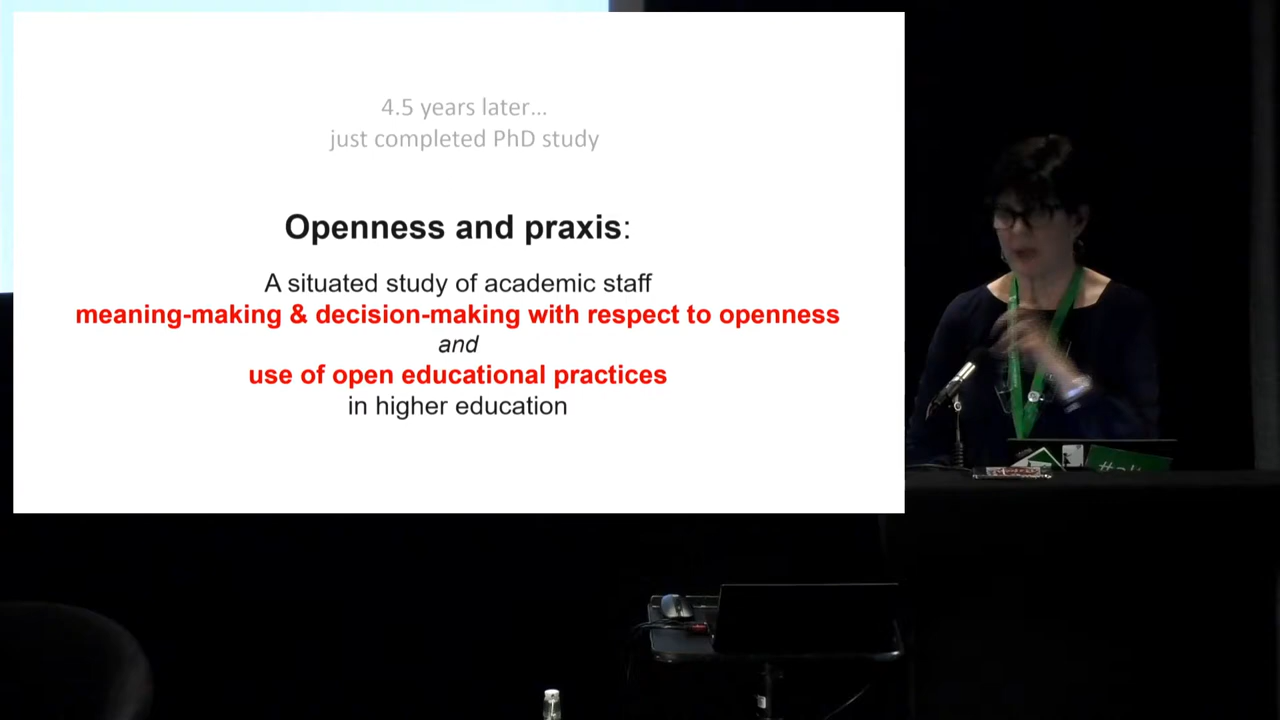 4.5 years later…
just completed PhD study
Openness and praxis:
A situated study of academic staff
meaning-making & decision-making with respect to openness
and
use of open educational practices
in higher education